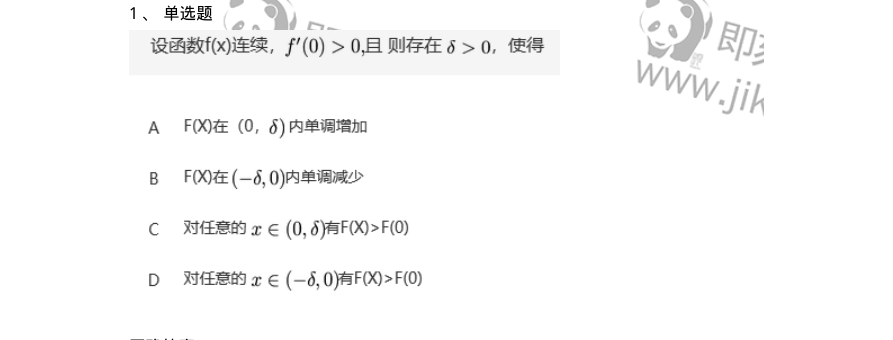 1、 单选题
即
设函数f(x)连续，f′(0) > 0,且 则存在 δ > 0，使得
www.jik
A F(X)在（0，δ) 内单调增加
B F(X)在 (−δ, 0)内单调减少
C 对任意的 x ∈ (0, δ)有F(X)>F(0)
D 对任意的 x ∈ (−δ, 0)有F(X)>F(0)